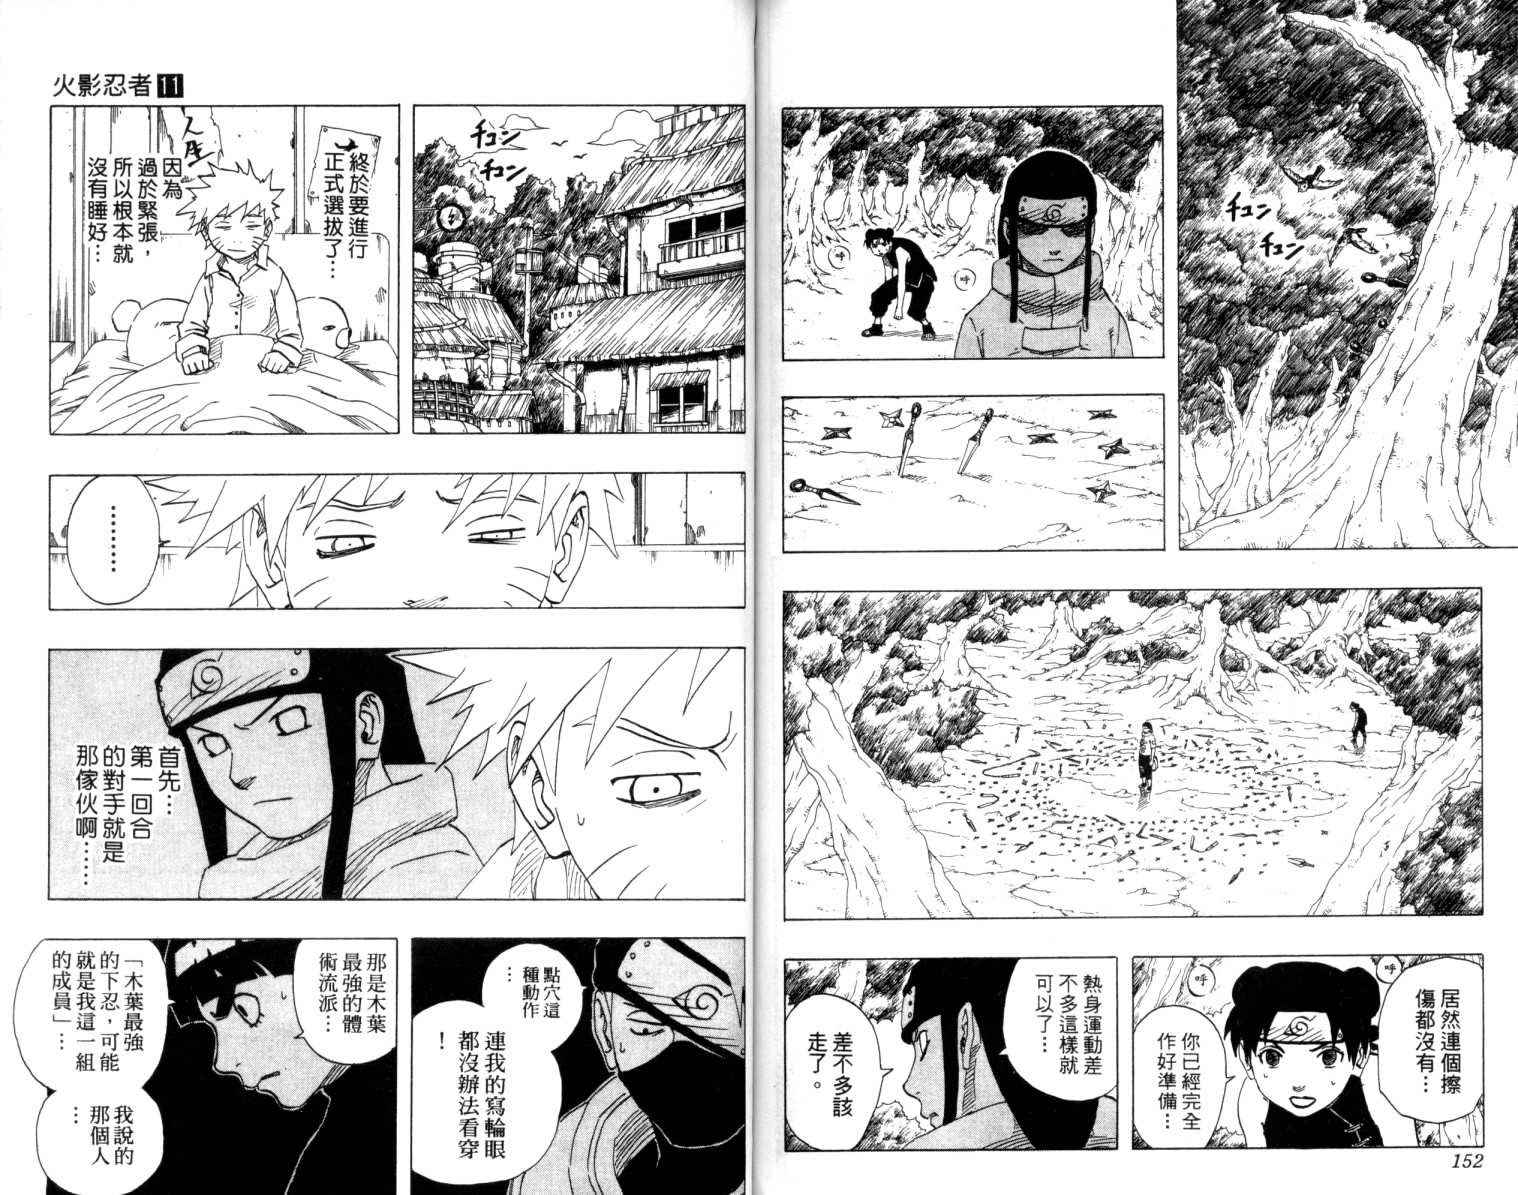 チュン
チュン
呼
呼
居然連個擦
傷都沒有…
呼
你已經完全
作好準備…
呼
熱身運動差
不多這樣就
可以了…
差不多該
走了。
152
火影忍者11
チュン
チュン
終於要進行
正式選拔了…
人生
因為
過於緊張，
所以根本就
沒有睡好…
………
首先…
第一回合
的對手就是
那傢伙啊……
點穴這
種動作
…
連我的寫輪眼
都沒辦法看穿
！
那是木葉
最強的體
術流派…
「木葉最強
的下忍，可能
就是我這一組
的成員」…
我說的
那個人
…